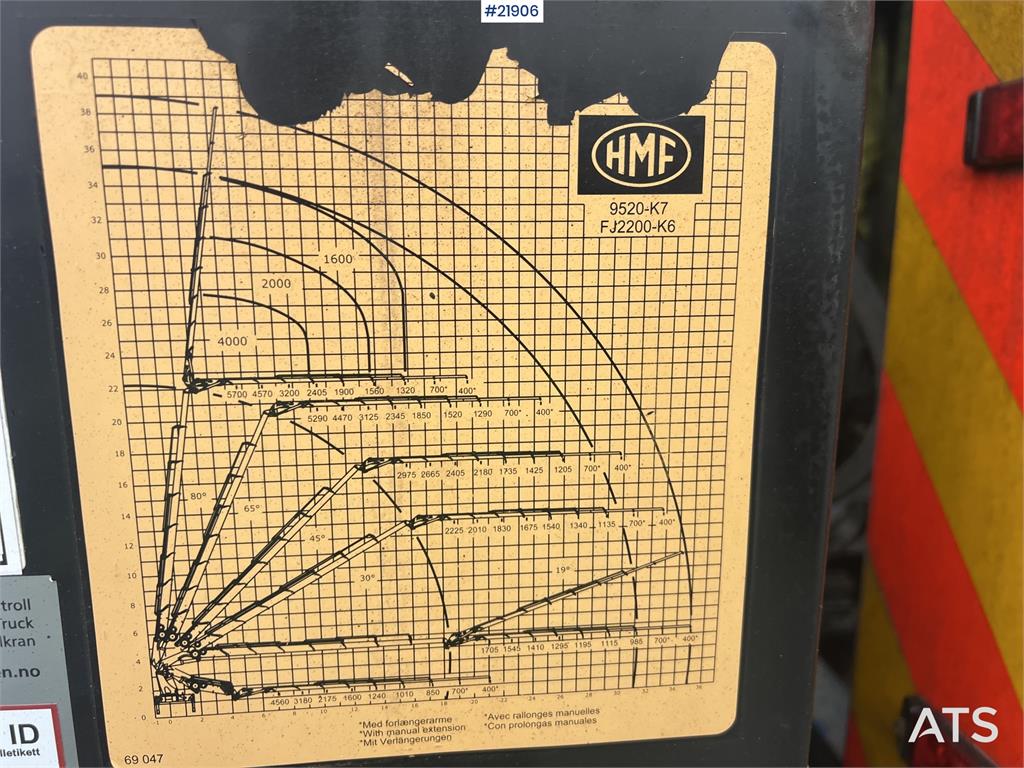 #21906
HMF
9520-K7
FJ2200-K6
40
38
36
34
32
30
28
26
24
22
20
18
16
14
12
10
8
6
4
2
0
1600
2000
4000
5700 4570 3200 2405 1900 1560 1320 700* 400*
5290 4470 3125 2345 1850 1520 1290 700* 400*
2975 2665 2405 2180 1735 1425 1205 700* 400*
2225 2010 1830 1675 1540 1340 1135 700* 400*
80°
65°
45°
30°
19°
1705 1545 1410 1295 1195 1115 985 700* 400*
4560 3180 2175 1600 1240 1010 850 700* 400*
0 2 4 6 8 10 12 14 16 18 20 22 24 26 28 30 32 34 36
*Med forlængerarme
*With manual extension
*Mit Verlängerungen
*Avec rallonges manuelles
*Con prolongas manuales
69 047
troll
ruck
lkran
en.no
ID
lletikett
ATS